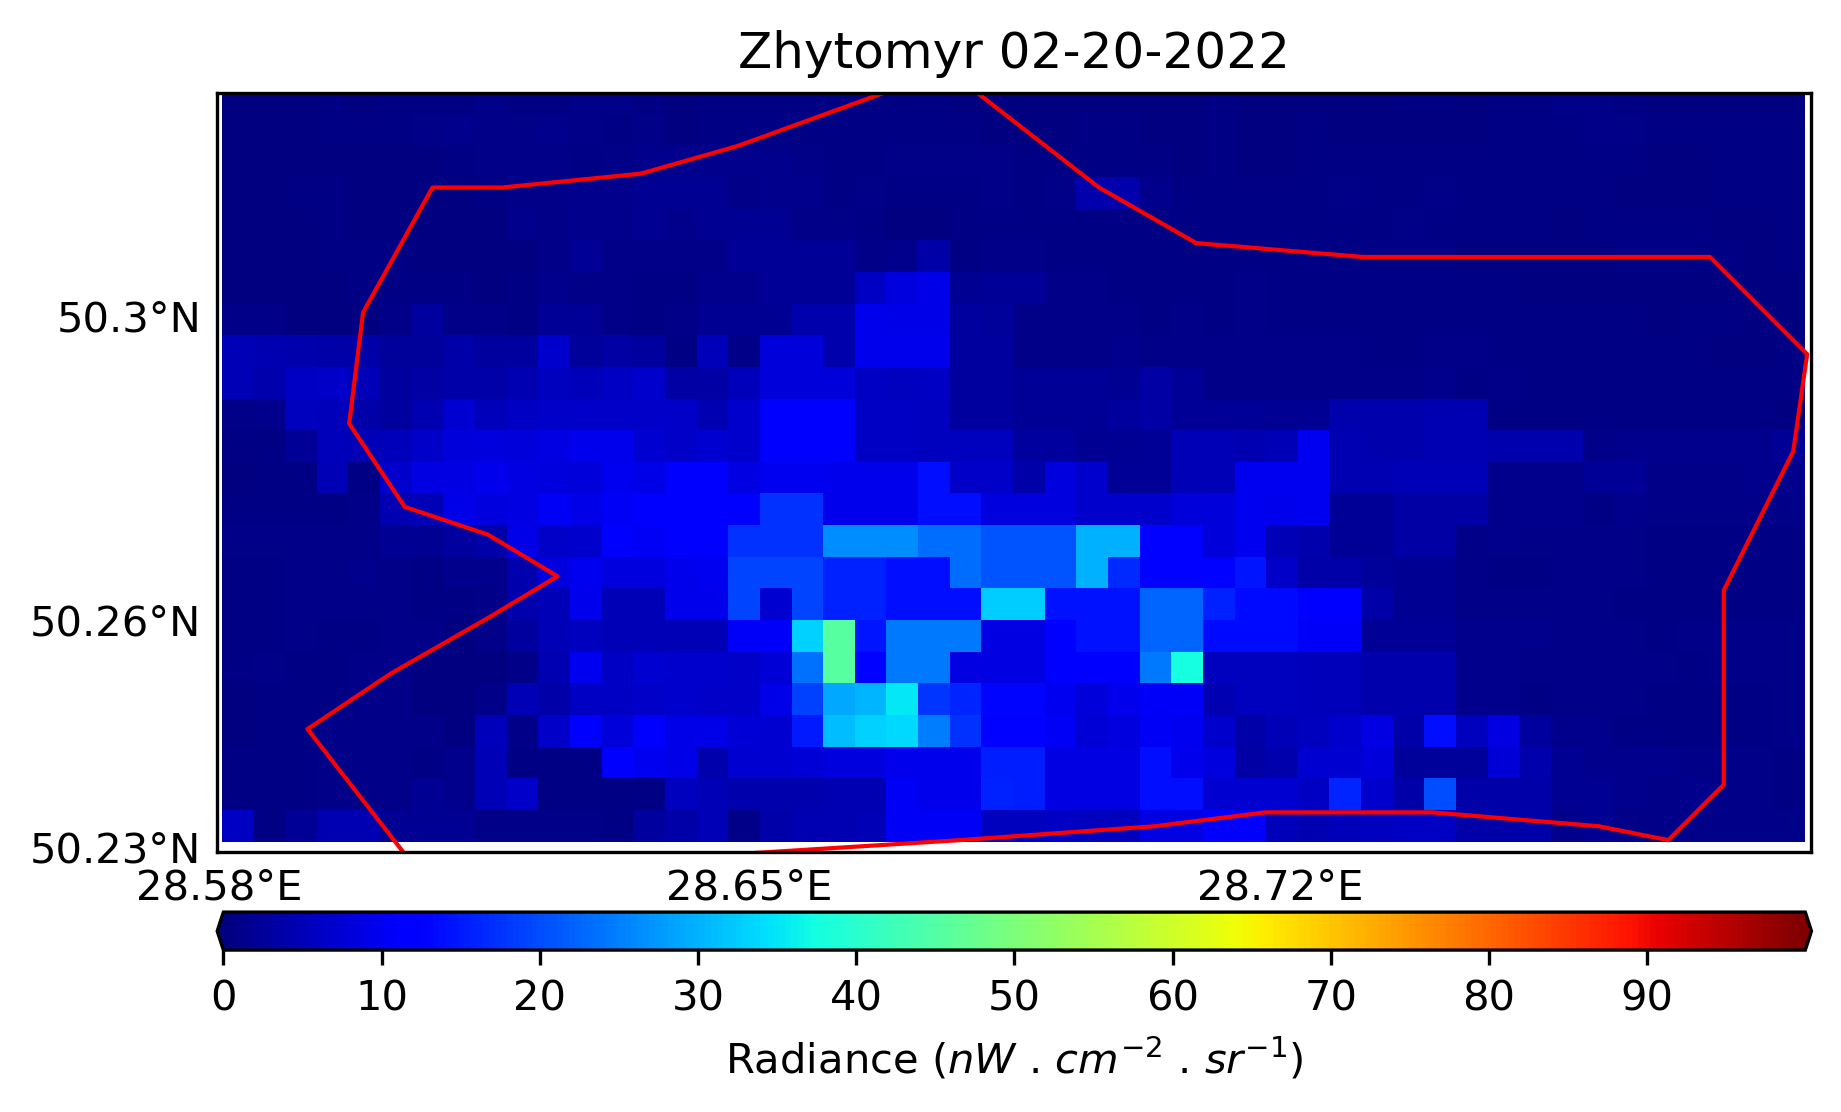 Zhytomyr 02-20-2022
50.3°N
50.26°N
50.23°N
28.58°E 28.65°E 28.72°E
0 10 20 30 40 50 60 70 80 90
Radiance (nW . cm⁻² . sr⁻¹)